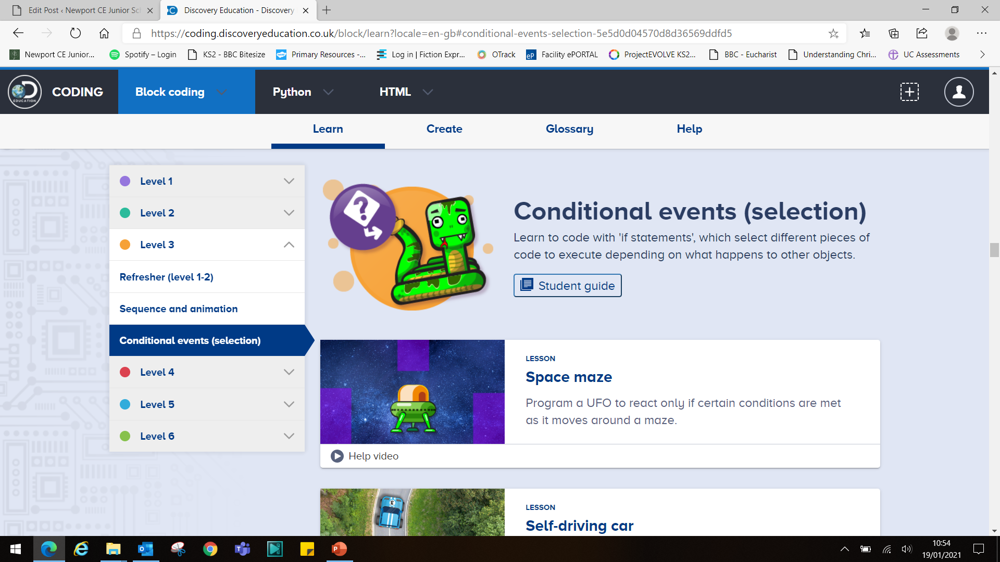 Edit Post ‹ Newport CE Junior Sch
Discovery Education - Discovery
https://coding.discoveryeducation.co.uk/block/learn?locale=en-gb#conditional-events-selection-5e5d0d04570d8d36569ddfd5
Newport CE Junior... Spotify – Login KS2 - BBC Bitesize Primary Resources -... Log in | Fiction Expr... OTrack eP Facility ePORTAL ProjectEVOLVE KS2... BBC - Eucharist Understanding Chri... UC Assessments
EDUCATION CODING Block coding Python HTML
Learn Create Glossary Help
Level 1
Level 2
Level 3
Refresher (level 1-2)
Sequence and animation
Conditional events (selection)
Level 4
Level 5
Level 6
?
Conditional events (selection)
Learn to code with 'if statements', which select different pieces of
code to execute depending on what happens to other objects.
Student guide
LESSON
Space maze
Program a UFO to react only if certain conditions are met
as it moves around a maze.
Help video
3
LESSON
Self-driving car
10:54
19/01/2021